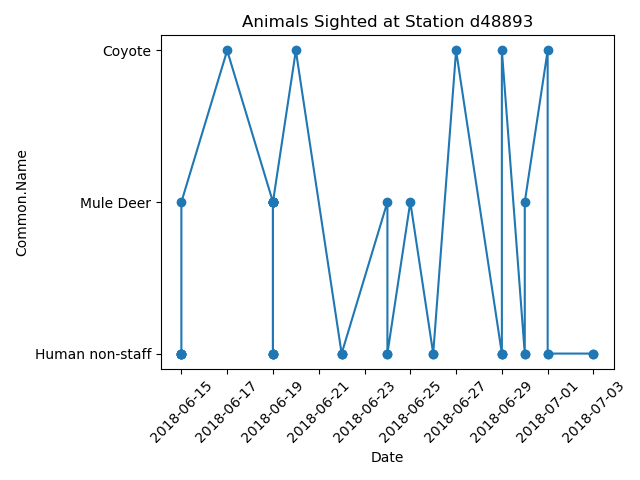 Animals Sighted at Station d48893
Coyote
Mule Deer
Human non-staff
Common.Name
2018-06-15
2018-06-17
2018-06-19
2018-06-21
2018-06-23
2018-06-25
2018-06-27
2018-06-29
2018-07-01
2018-07-03
Date